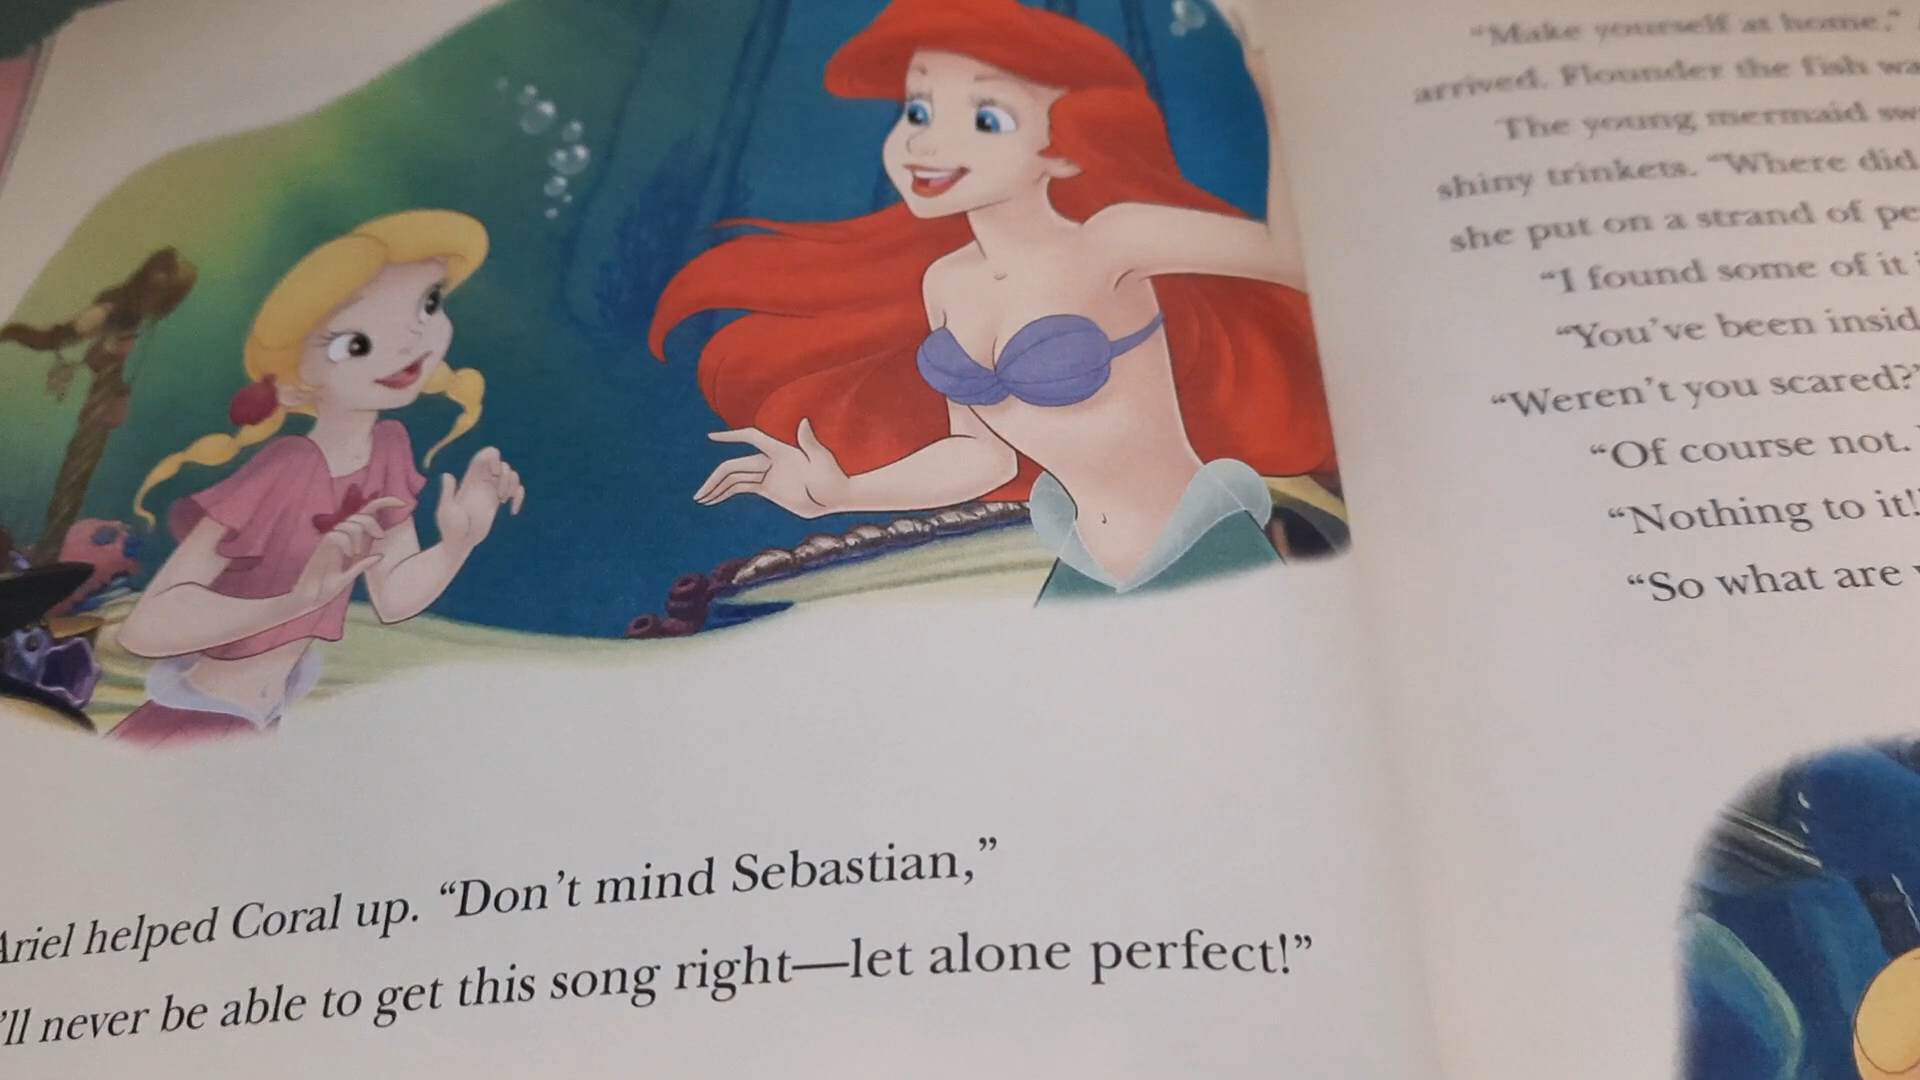 Ariel helped Coral up. “Don’t mind Sebastian,”
’ll never be able to get this song right—let alone perfect!”
“Make yourself at home,”
arrived. Flounder the fish wa
The young mermaid sw
shiny trinkets. “Where did
she put on a strand of pe
“I found some of it i
“You’ve been insid
“Weren’t you scared?”
“Of course not.
“Nothing to it!
“So what are